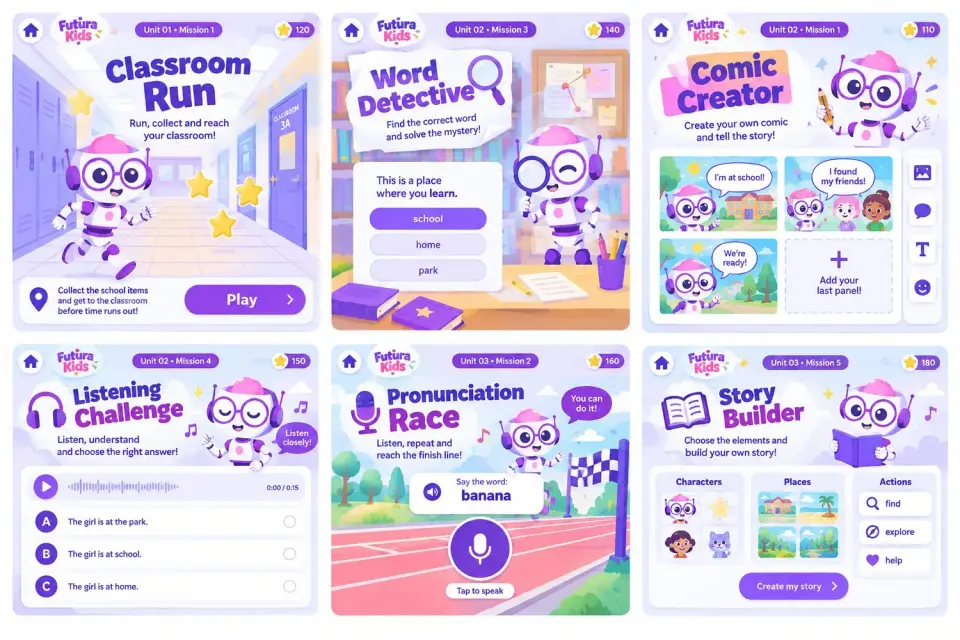 Futura
Kids
Unit 01 • Mission 1
120
Classroom
Run
Run, collect and reach
your classroom!
CLASSROOM
3A
Collect the school items
and get to the classroom
before time runs out!
Play
Futura
Kids
Unit 02 • Mission 3
140
Word
Detective
Find the correct word
and solve the mystery!
This is a place
where you learn.
school
home
park
Futura
Kids
Unit 02 • Mission 1
110
Comic
Creator
Create your own comic
and tell the story!
I'm at school!
I found
my friends!
We're
ready!
Add your
last panel!
T
Futura
Kids
Unit 02 • Mission 4
150
Listening
Challenge
Listen, understand
and choose the right answer!
Listen
closely!
0:00 / 0:15
A The girl is at the park.
B The girl is at school.
C The girl is at home.
Futura
Kids
Unit 03 • Mission 2
160
Pronunciation
Race
Listen, repeat and
reach the finish line!
You can
do it!
Say the word:
banana
Tap to speak
Futura
Kids
Unit 03 • Mission 5
180
Story
Builder
Choose the elements and
build your own story!
Characters
Places
Actions
find
explore
help
Create my story